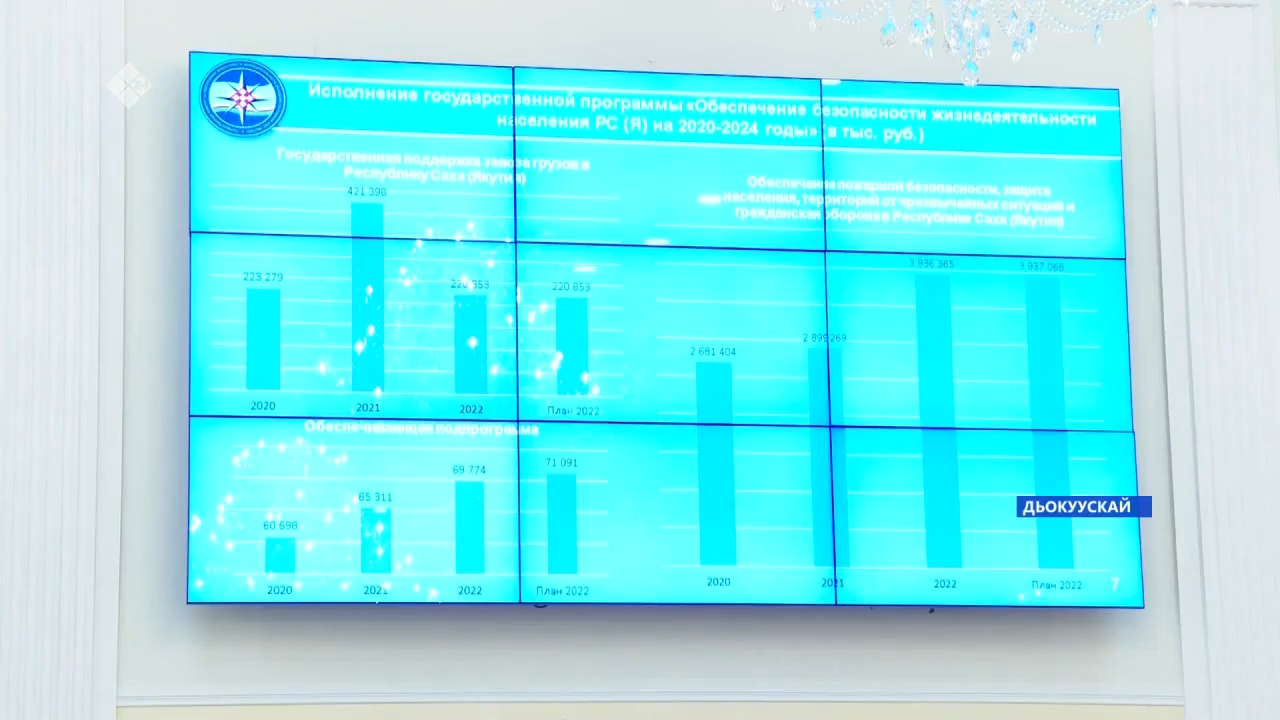 Исполнение государственной программы «Обеспечение безопасности жизнедеятельности
населения РС (Я) на 2020-2024 годы» (в тыс. руб.)
Государственная поддержка завоза грузов в
Республику Саха (Якутия)
421 398
223 279
220 353
220 853
2020
2021
2022
План 2022
Обеспечивающая подпрограмма
60 698
65 311
69 774
71 091
2020
2021
2022
План 2022
Обеспечение пожарной безопасности, защита
населения, территорий от чрезвычайных ситуаций и
гражданская оборона в Республике Саха (Якутия)
2 681 404
2 899 269
3 936 365
3 937 066
2020
2021
2022
План 2022
7
ДЬОКУУСКАЙ